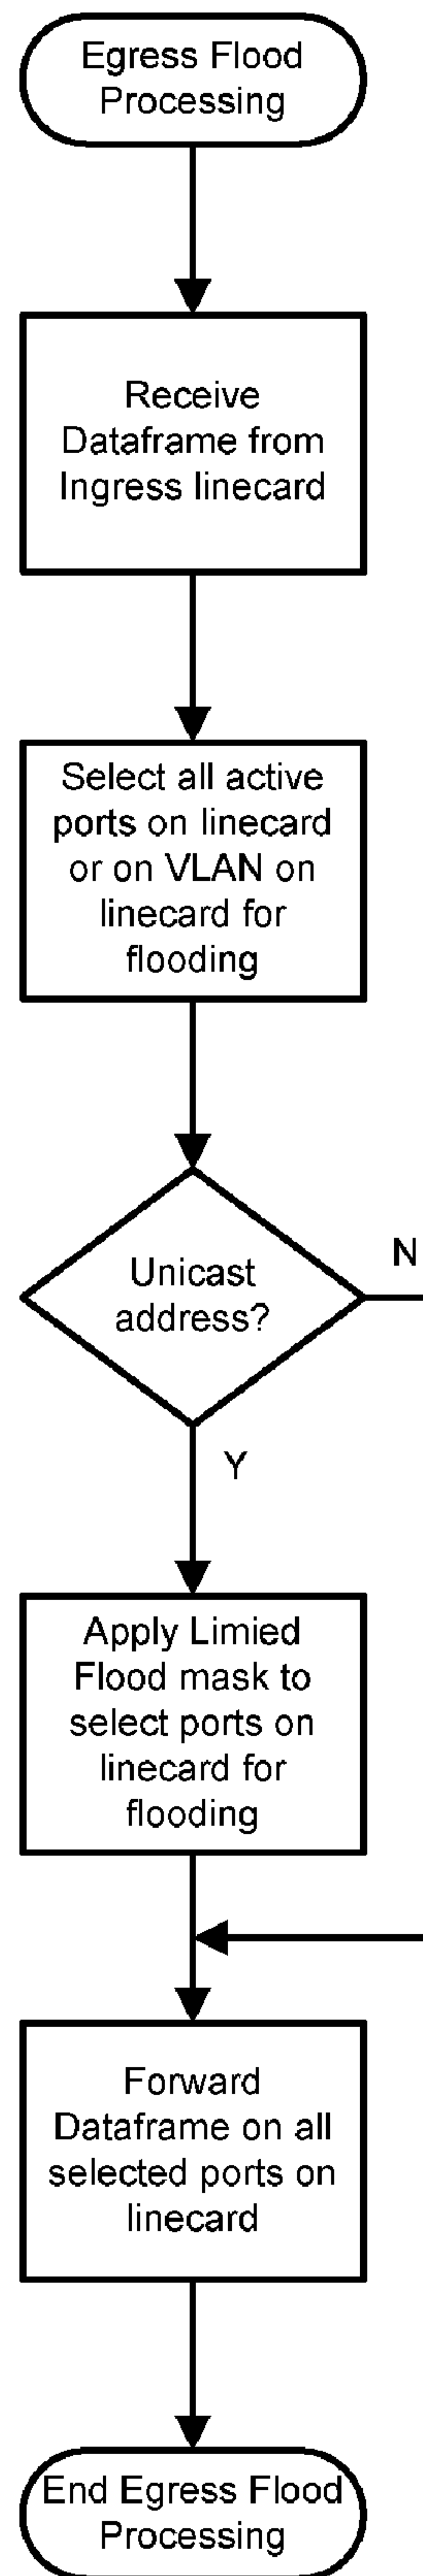 Egress Flood
Processing
Receive
Dataframe from
Ingress linecard
Select all active
ports on linecard
or on VLAN on
linecard for
flooding
Unicast
address?
N
Y
Apply Limied
Flood mask to
select ports on
linecard for
flooding
Forward
Dataframe on all
selected ports on
linecard
End Egress Flood
Processing